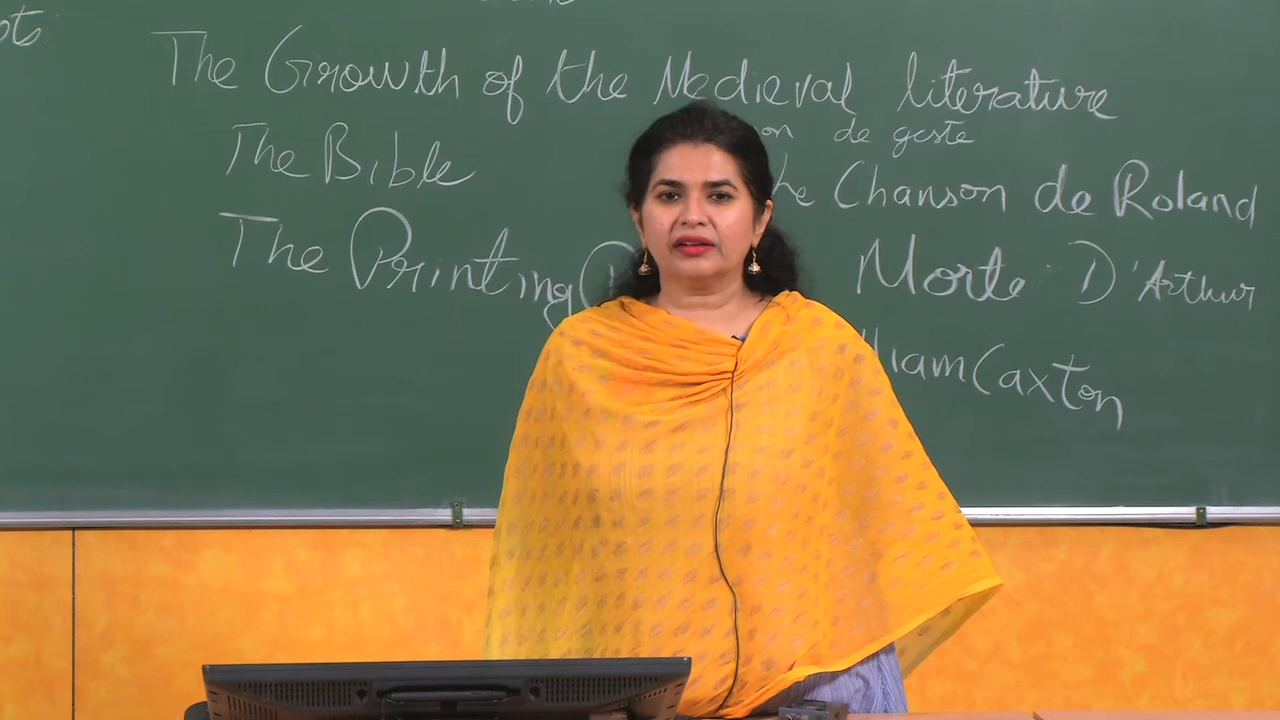 The Growth of the Medieval literature
de geste
The Bible
Chanson de Roland
The Printing
Morte D'Arthur
Caxton